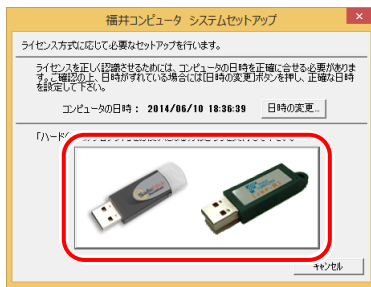 福井コンピュータ システムセットアップ
ライセンス方式に応じて必要なセットアップを行います。
ライセンスを正しく認識させるためには、コンピュータの日時を正確に合せる必要がありま
す。ご確認の上、日時がずれている場合には[日時の変更]ボタンを押し、正確な日時
を設定して下さい。
コンピュータの日時： 2014/06/10 18:36:39 日時の変更...
「ハード
キャンセル